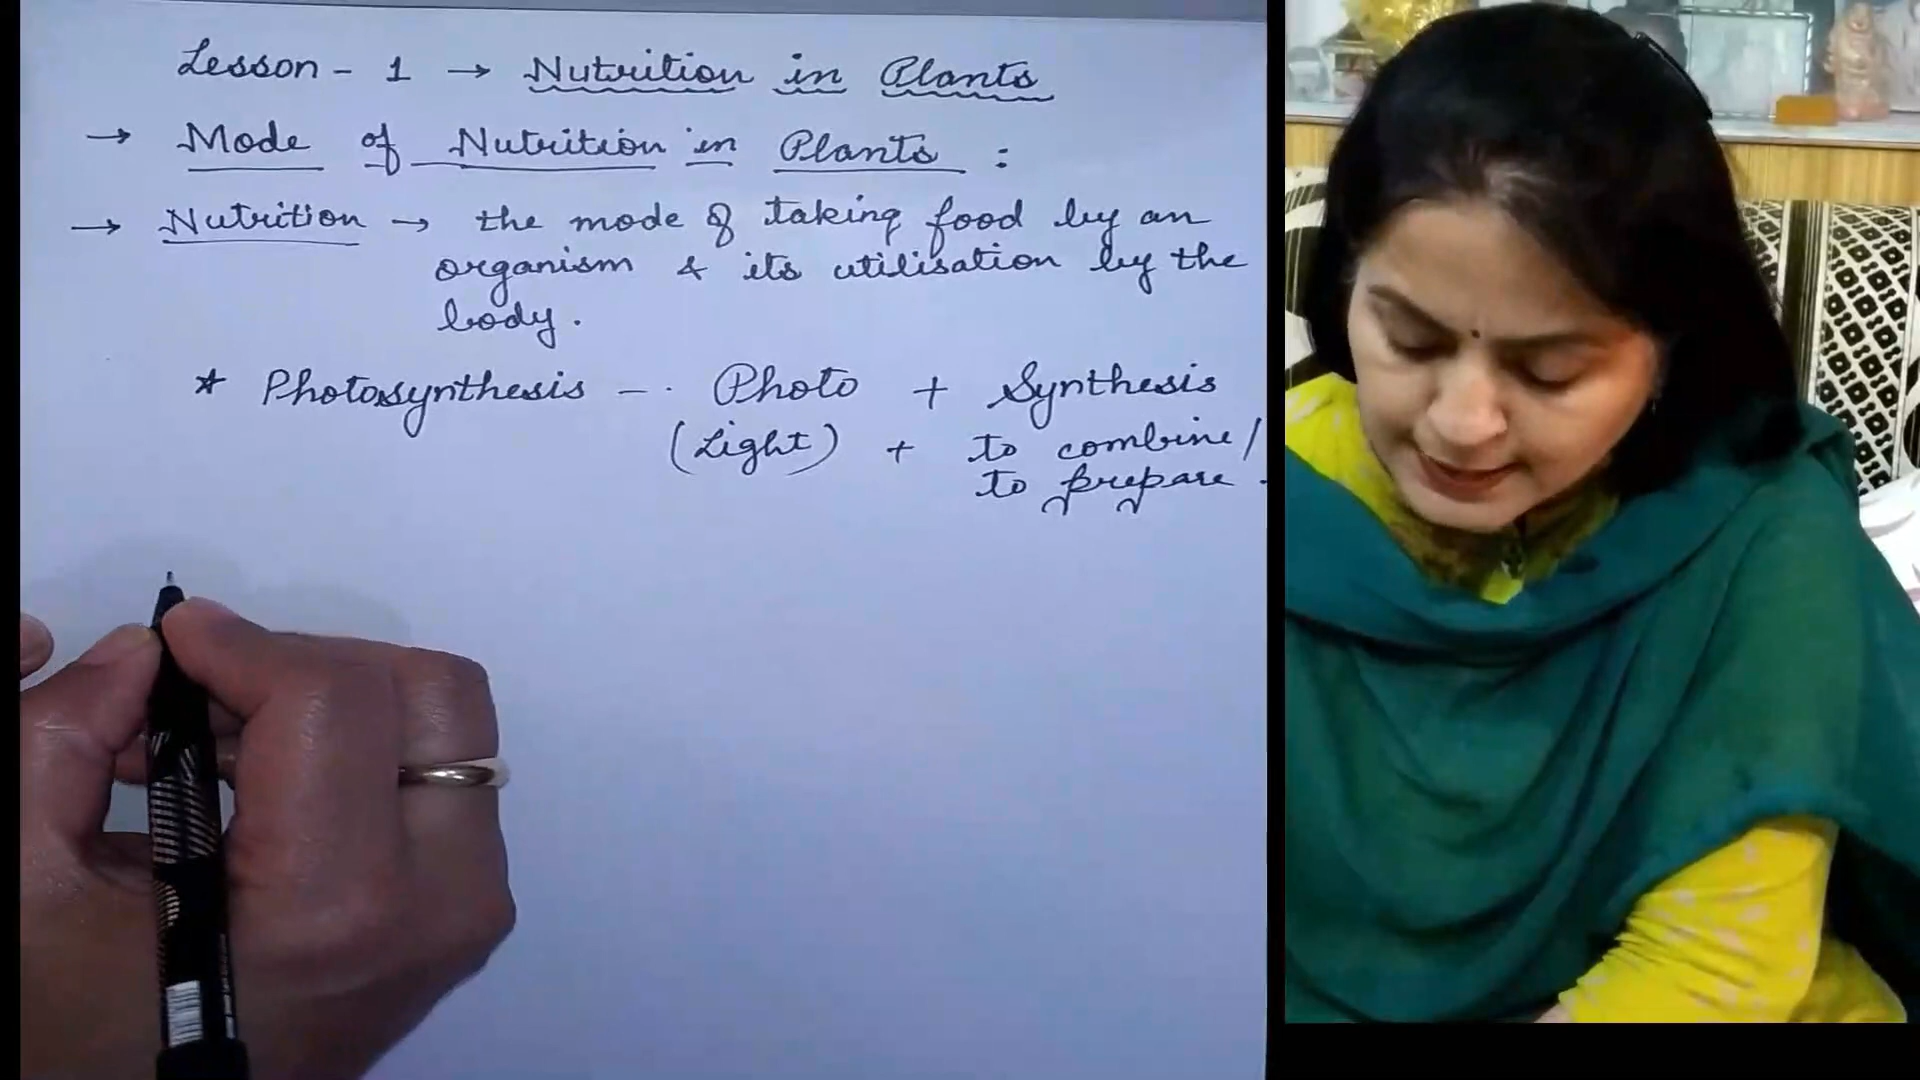 Lesson - 1 → Nutrition in Plants
→ Mode of Nutrition in Plants :
→ Nutrition → the mode of taking food by an
organism & its utilisation by the
body.
* Photosynthesis - . Photo + Synthesis
(Light) + to combine/
to prepare .